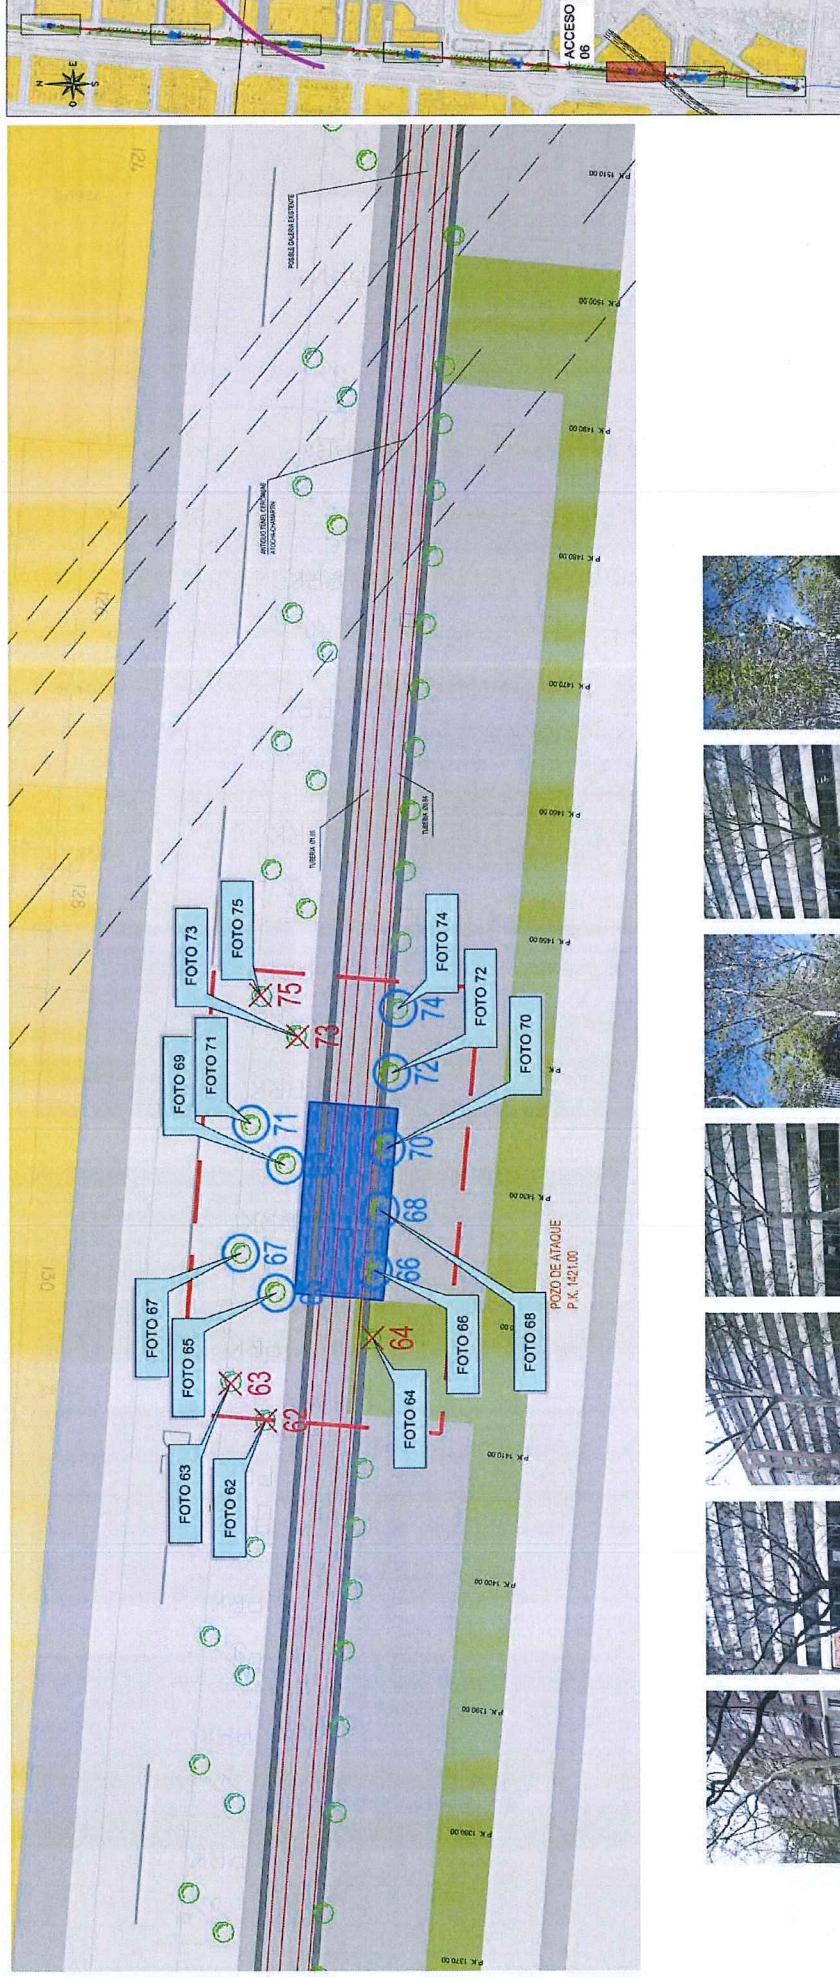 ACCESO
06
N
E
S
O
124
126
128
130
POSIBLE GALERIA EXISTENTE
ANTIGUO TUNEL CERCANIAS
ATOCHA-CHAMARTIN
TUBERIA
TUBERIA
FOTO 75
FOTO 73
FOTO 71
FOTO 69
FOTO 67
FOTO 65
FOTO 63
FOTO 62
FOTO 74
FOTO 72
FOTO 70
FOTO 68
FOTO 66
FOTO 64
75
73
71
67
63
62
74
72
70
68
66
64
POZO DE ATAQUE
P.K. 1421.00
P.K. 1510.00
P.K. 1500.00
P.K. 1490.00
P.K. 1480.00
P.K. 1470.00
P.K. 1460.00
P.K. 1450.00
P.K.
P.K. 1430.00
P.K. 1410.00
P.K. 1400.00
P.K. 1390.00
P.K. 1380.00
P.K. 1370.00